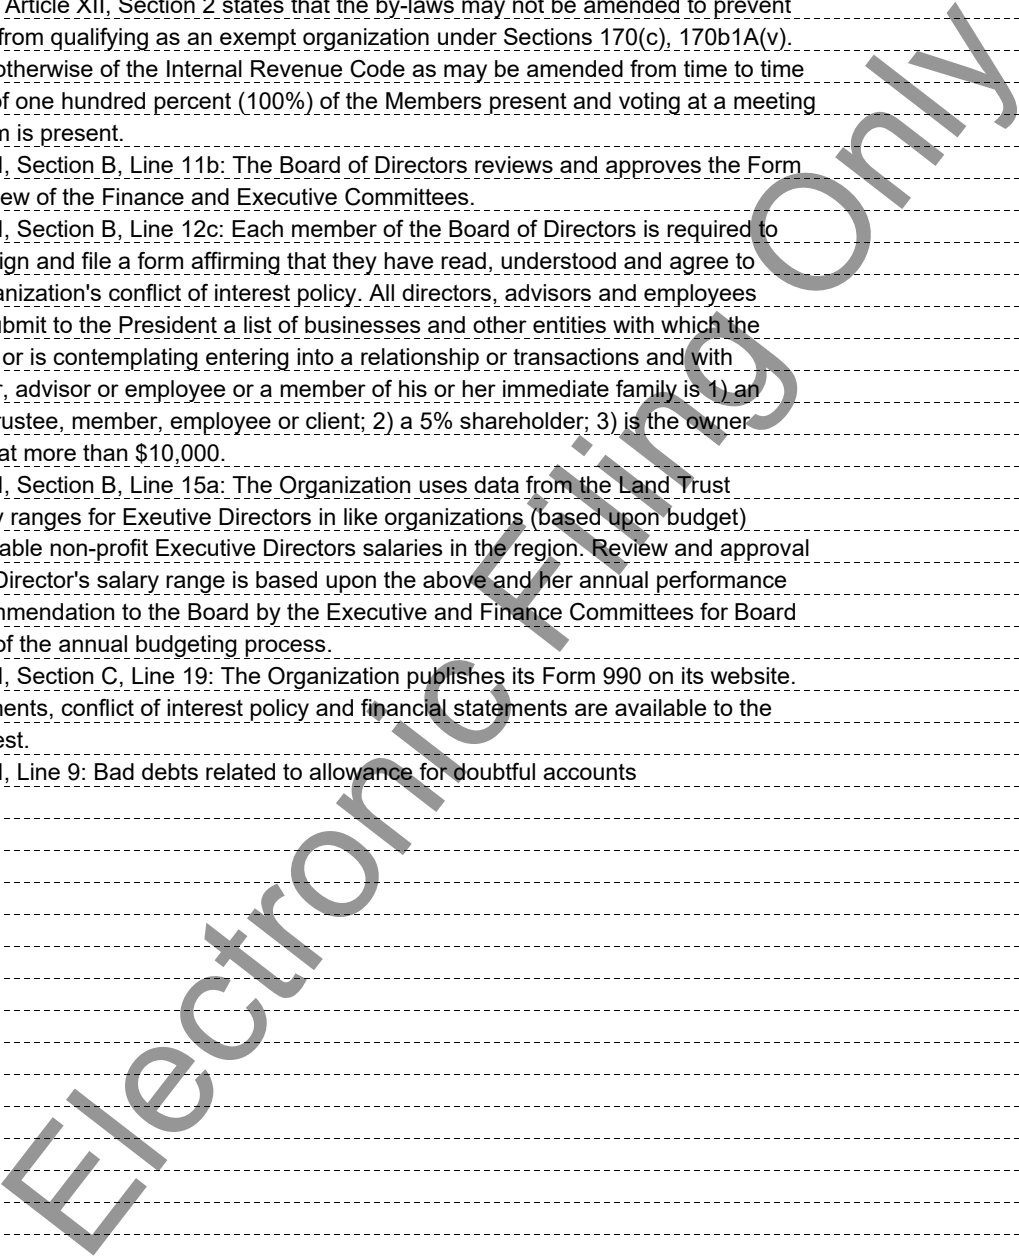 Article XII, Section 2 states that the by-laws may not be amended to prevent
from qualifying as an exempt organization under Sections 170(c), 170b1A(v).
otherwise of the Internal Revenue Code as may be amended from time to time
of one hundred percent (100%) of the Members present and voting at a meeting
is present.
Section B, Line 11b: The Board of Directors reviews and approves the Form
of the Finance and Executive Committees.
Section B, Line 12c: Each member of the Board of Directors is required to
and file a form affirming that they have read, understood and agree to
conflict of interest policy. All directors, advisors and employees
to the President a list of businesses and other entities with which the
or is contemplating entering into a relationship or transactions and with
advisor or employee or a member of his or her immediate family is 1) an
member, employee or client; 2) a 5% shareholder; 3) is the owner
at more than $10,000.
Section B, Line 15a: The Organization uses data from the Land Trust
ranges for Exeutive Directors in like organizations (based upon budget)
non-profit Executive Directors salaries in the region. Review and approval
Director's salary range is based upon the above and her annual performance
to the Board by the Executive and Finance Committees for Board
of the annual budgeting process.
Section C, Line 19: The Organization publishes its Form 990 on its website.
conflict of interest policy and financial statements are available to the
Line 9: Bad debts related to allowance for doubtful accounts
Electronic Filing Only